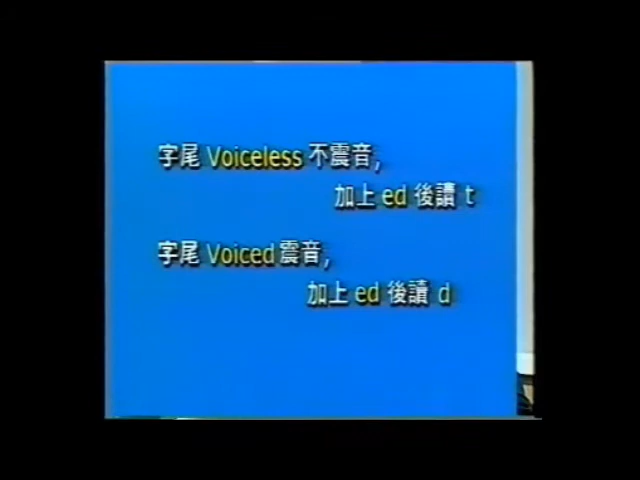 字尾 Voiceless 不震音,
加上 ed 後讀 t
字尾 Voiced 震音,
加上 ed 後讀 d